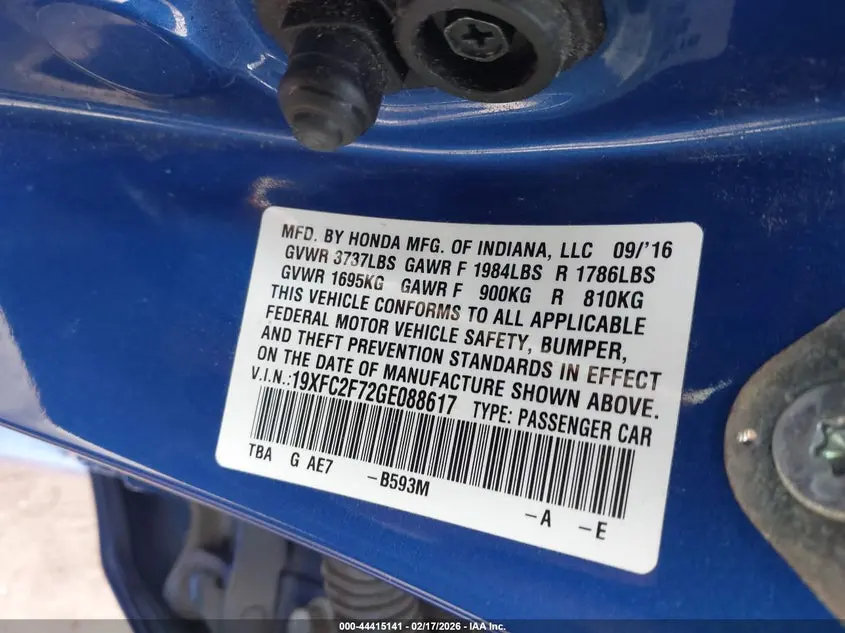 MFD. BY HONDA MFG. OF INDIANA, LLC 09/'16
GVWR 3737LBS GAWR F 1984LBS R 1786LBS
GVWR 1695KG GAWR F 900KG R 810KG
THIS VEHICLE CONFORMS TO ALL APPLICABLE
FEDERAL MOTOR VEHICLE SAFETY, BUMPER,
AND THEFT PREVENTION STANDARDS IN EFFECT
ON THE DATE OF MANUFACTURE SHOWN ABOVE.
V.I.N.:19XFC2F72GE088617 TYPE: PASSENGER CAR
TBA G AE7 -B593M -A -E
000-44415141 - 02/17/2026 - IAA, Inc.